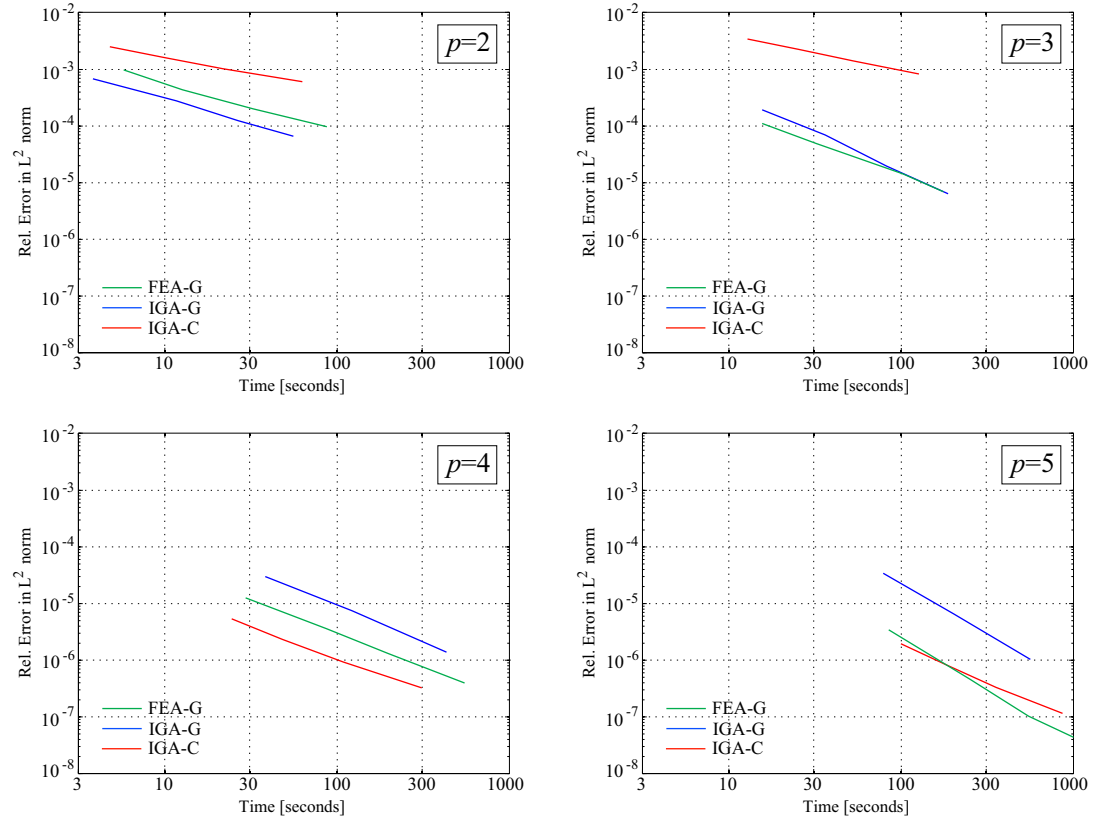 p=2
Rel. Error in L² norm
10⁻²
10⁻³
10⁻⁴
10⁻⁵
10⁻⁶
10⁻⁷
10⁻⁸
FEA-G
IGA-G
IGA-C
3 10 30 100 300 1000
Time [seconds]
p=3
Rel. Error in L² norm
10⁻²
10⁻³
10⁻⁴
10⁻⁵
10⁻⁶
10⁻⁷
10⁻⁸
FEA-G
IGA-G
IGA-C
3 10 30 100 300 1000
Time [seconds]
p=4
Rel. Error in L² norm
10⁻²
10⁻³
10⁻⁴
10⁻⁵
10⁻⁶
10⁻⁷
10⁻⁸
FEA-G
IGA-G
IGA-C
3 10 30 100 300 1000
Time [seconds]
p=5
Rel. Error in L² norm
10⁻²
10⁻³
10⁻⁴
10⁻⁵
10⁻⁶
10⁻⁷
10⁻⁸
FEA-G
IGA-G
IGA-C
3 10 30 100 300 1000
Time [seconds]